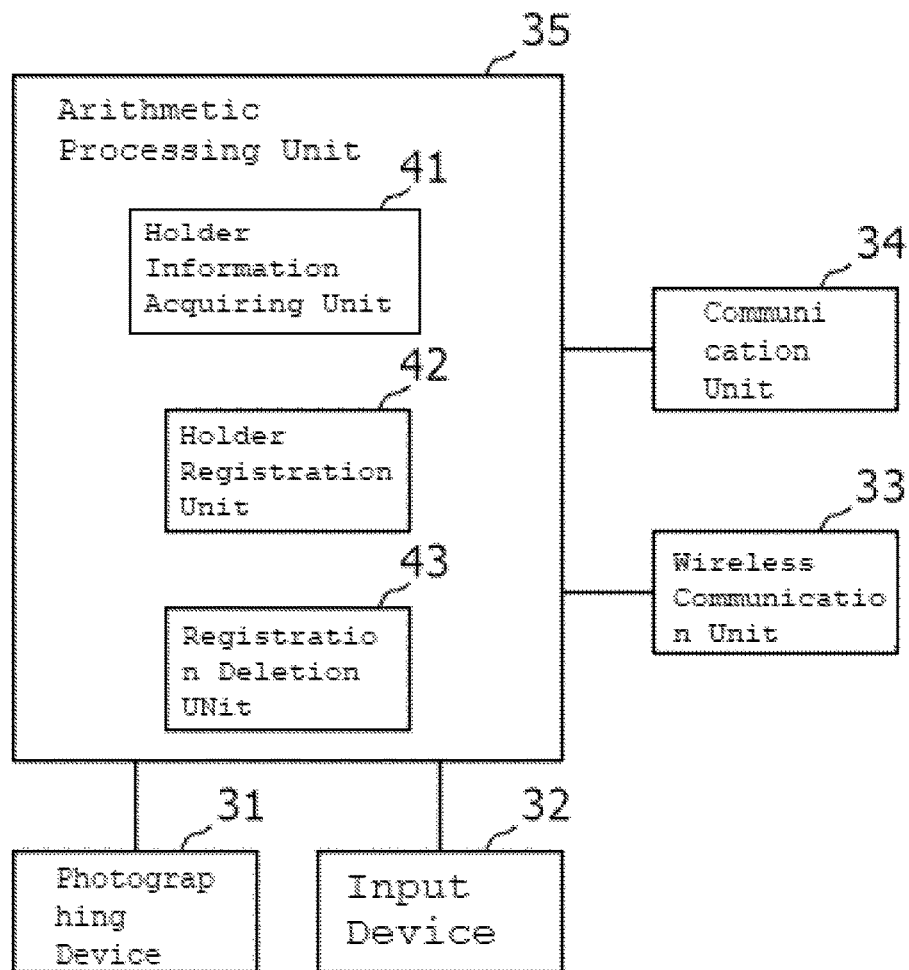 35
Arithmetic
Processing Unit
41
Holder
Information
Acquiring Unit
34
Communi
cation
Unit
42
Holder
Registration
Unit
33
Wireless
Communicatio
n Unit
43
Registratio
n Deletion
UNit
31
Photograp
hing
Device
32
Input
Device